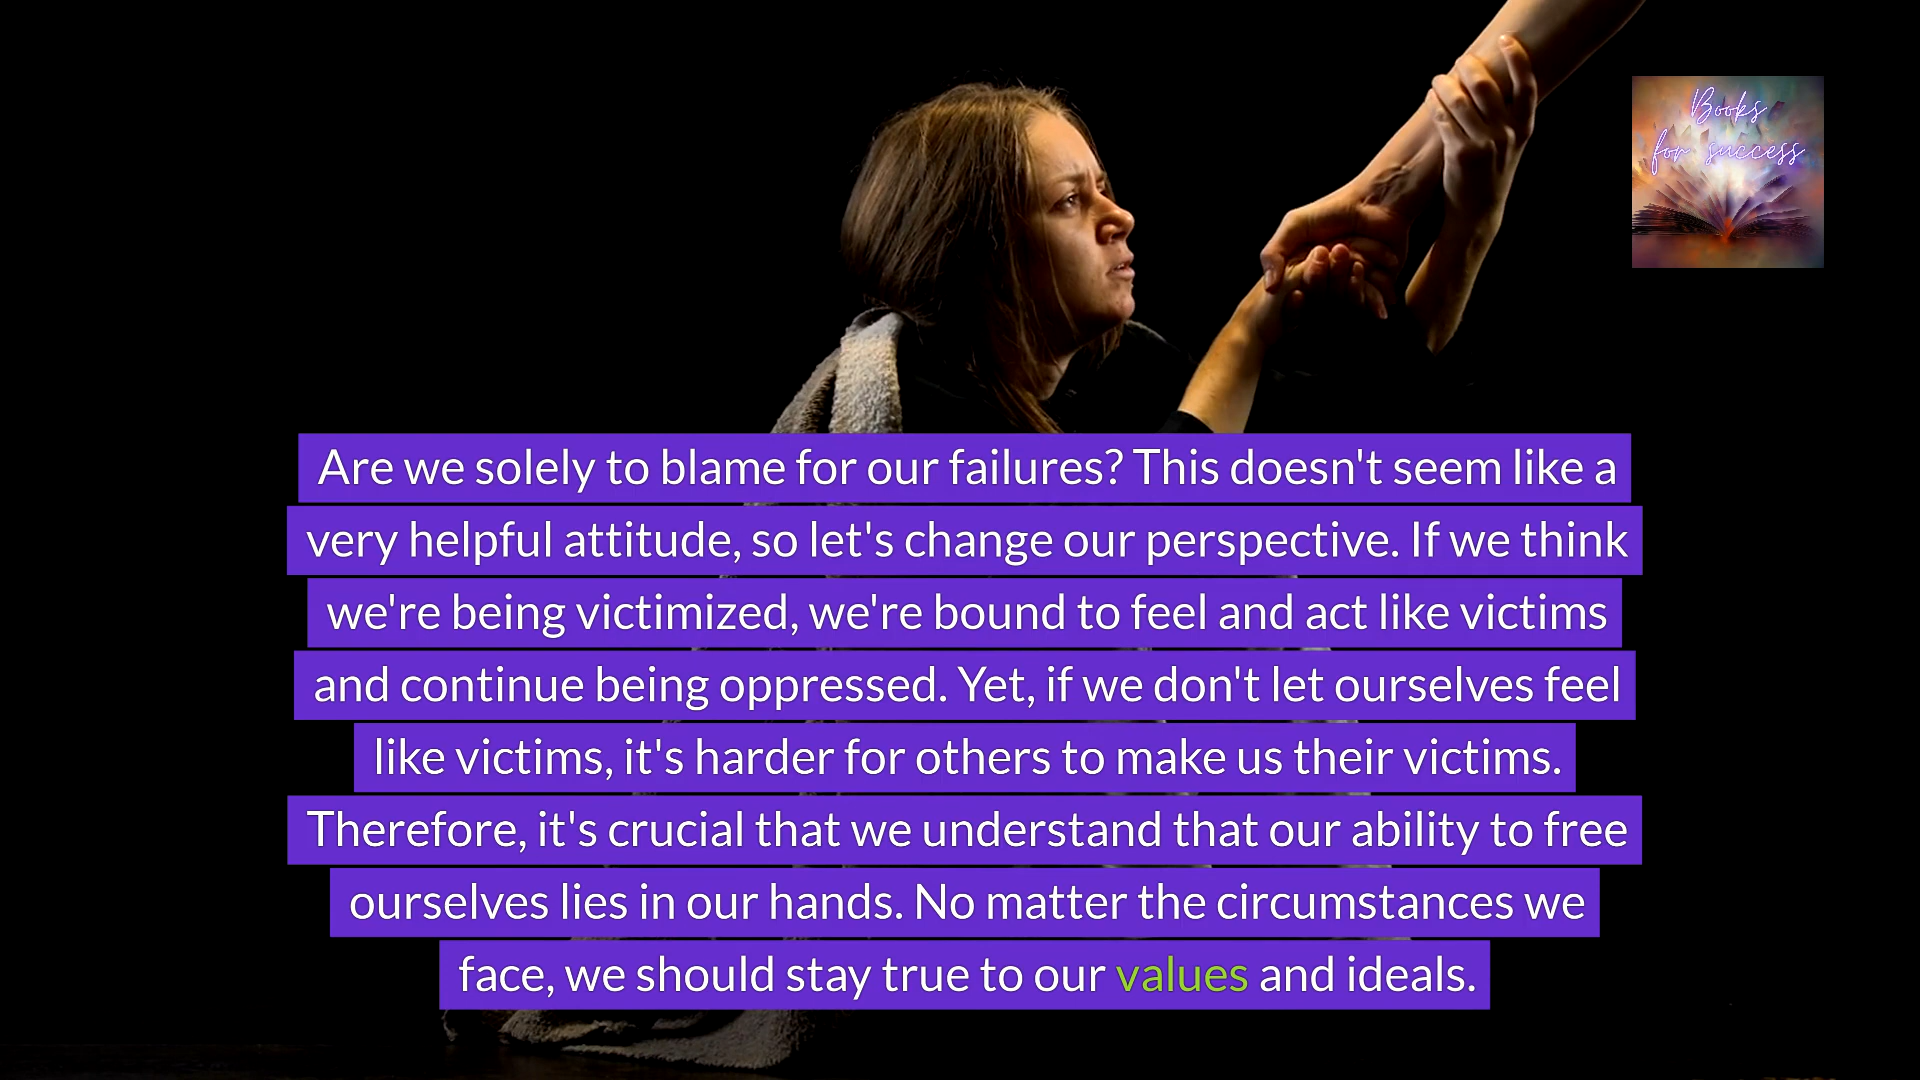 Books
for success
Are we solely to blame for our failures? This doesn't seem like a
very helpful attitude, so let's change our perspective. If we think
we're being victimized, we're bound to feel and act like victims
and continue being oppressed. Yet, if we don't let ourselves feel
like victims, it's harder for others to make us their victims.
Therefore, it's crucial that we understand that our ability to free
ourselves lies in our hands. No matter the circumstances we
face, we should stay true to our values and ideals.